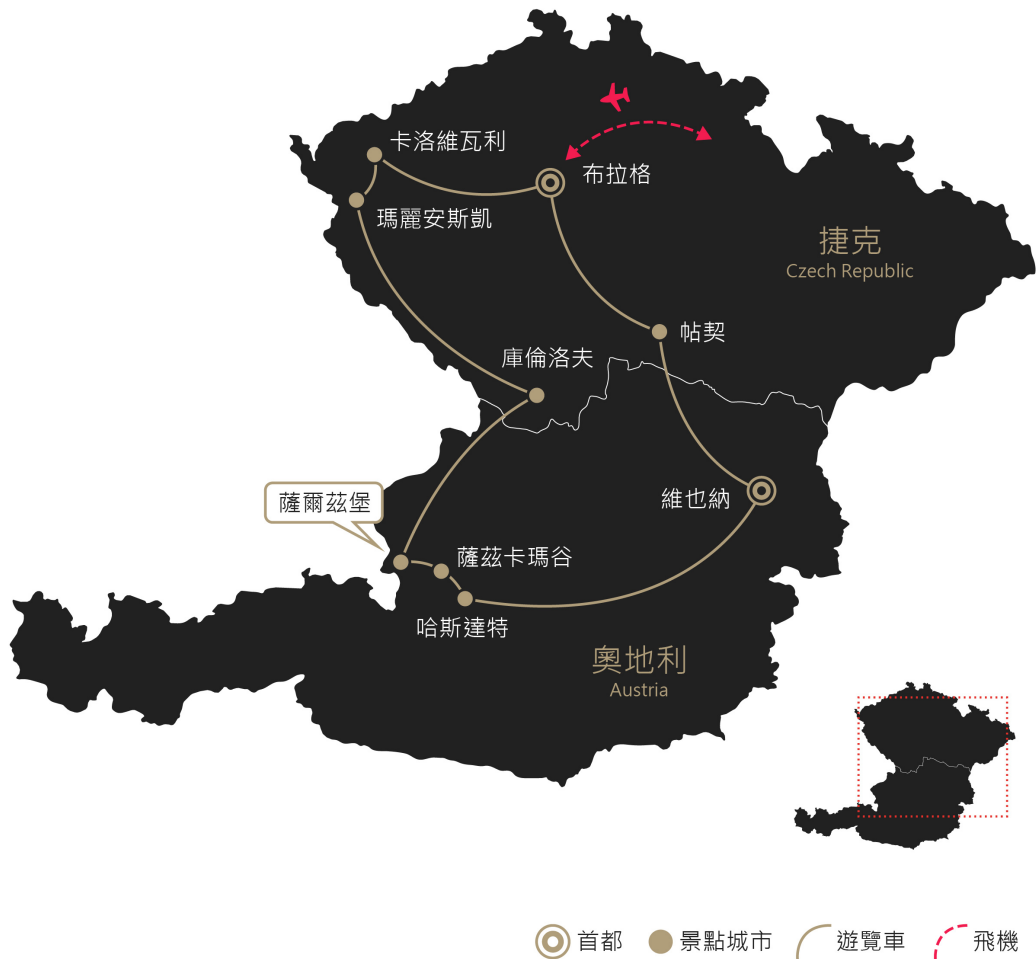 卡洛維瓦利
布拉格
瑪麗安斯凱
捷克
Czech Republic
帖契
庫倫洛夫
維也納
薩爾茲堡
薩茲卡瑪谷
哈斯達特
奧地利
Austria
首都
景點城市
遊覽車
飛機